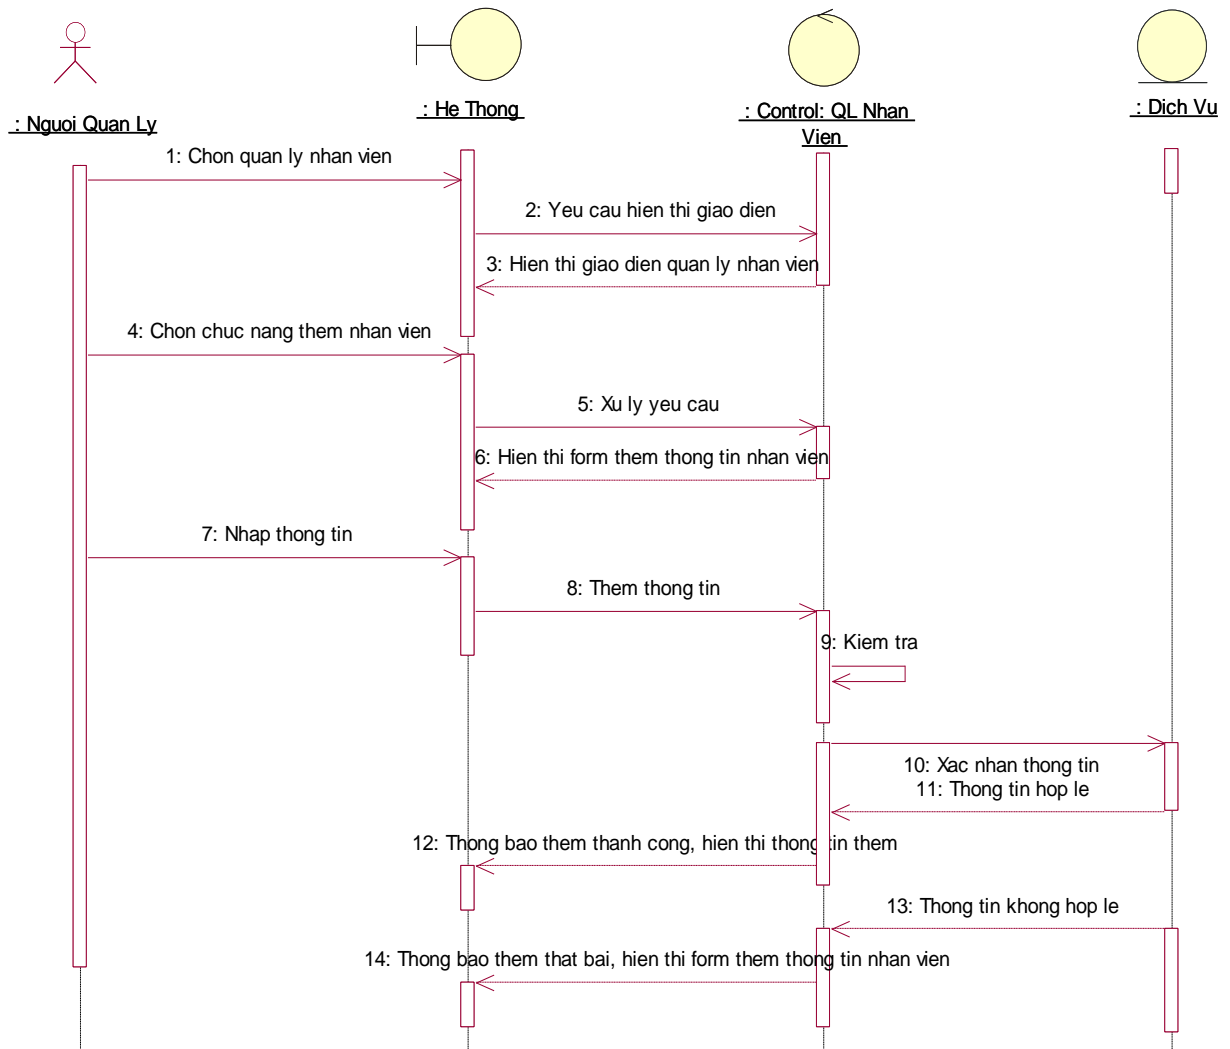 : Nguoi Quan Ly
: He Thong
: Control: QL Nhan
Vien
: Dich Vu
1: Chon quan ly nhan vien
2: Yeu cau hien thi giao dien
3: Hien thi giao dien quan ly nhan vien
4: Chon chuc nang them nhan vien
5: Xu ly yeu cau
6: Hien thi form them thong tin nhan vien
7: Nhap thong tin
8: Them thong tin
9: Kiem tra
10: Xac nhan thong tin
11: Thong tin hop le
12: Thong bao them thanh cong, hien thi thong tin them
13: Thong tin khong hop le
14: Thong bao them that bai, hien thi form them thong tin nhan vien